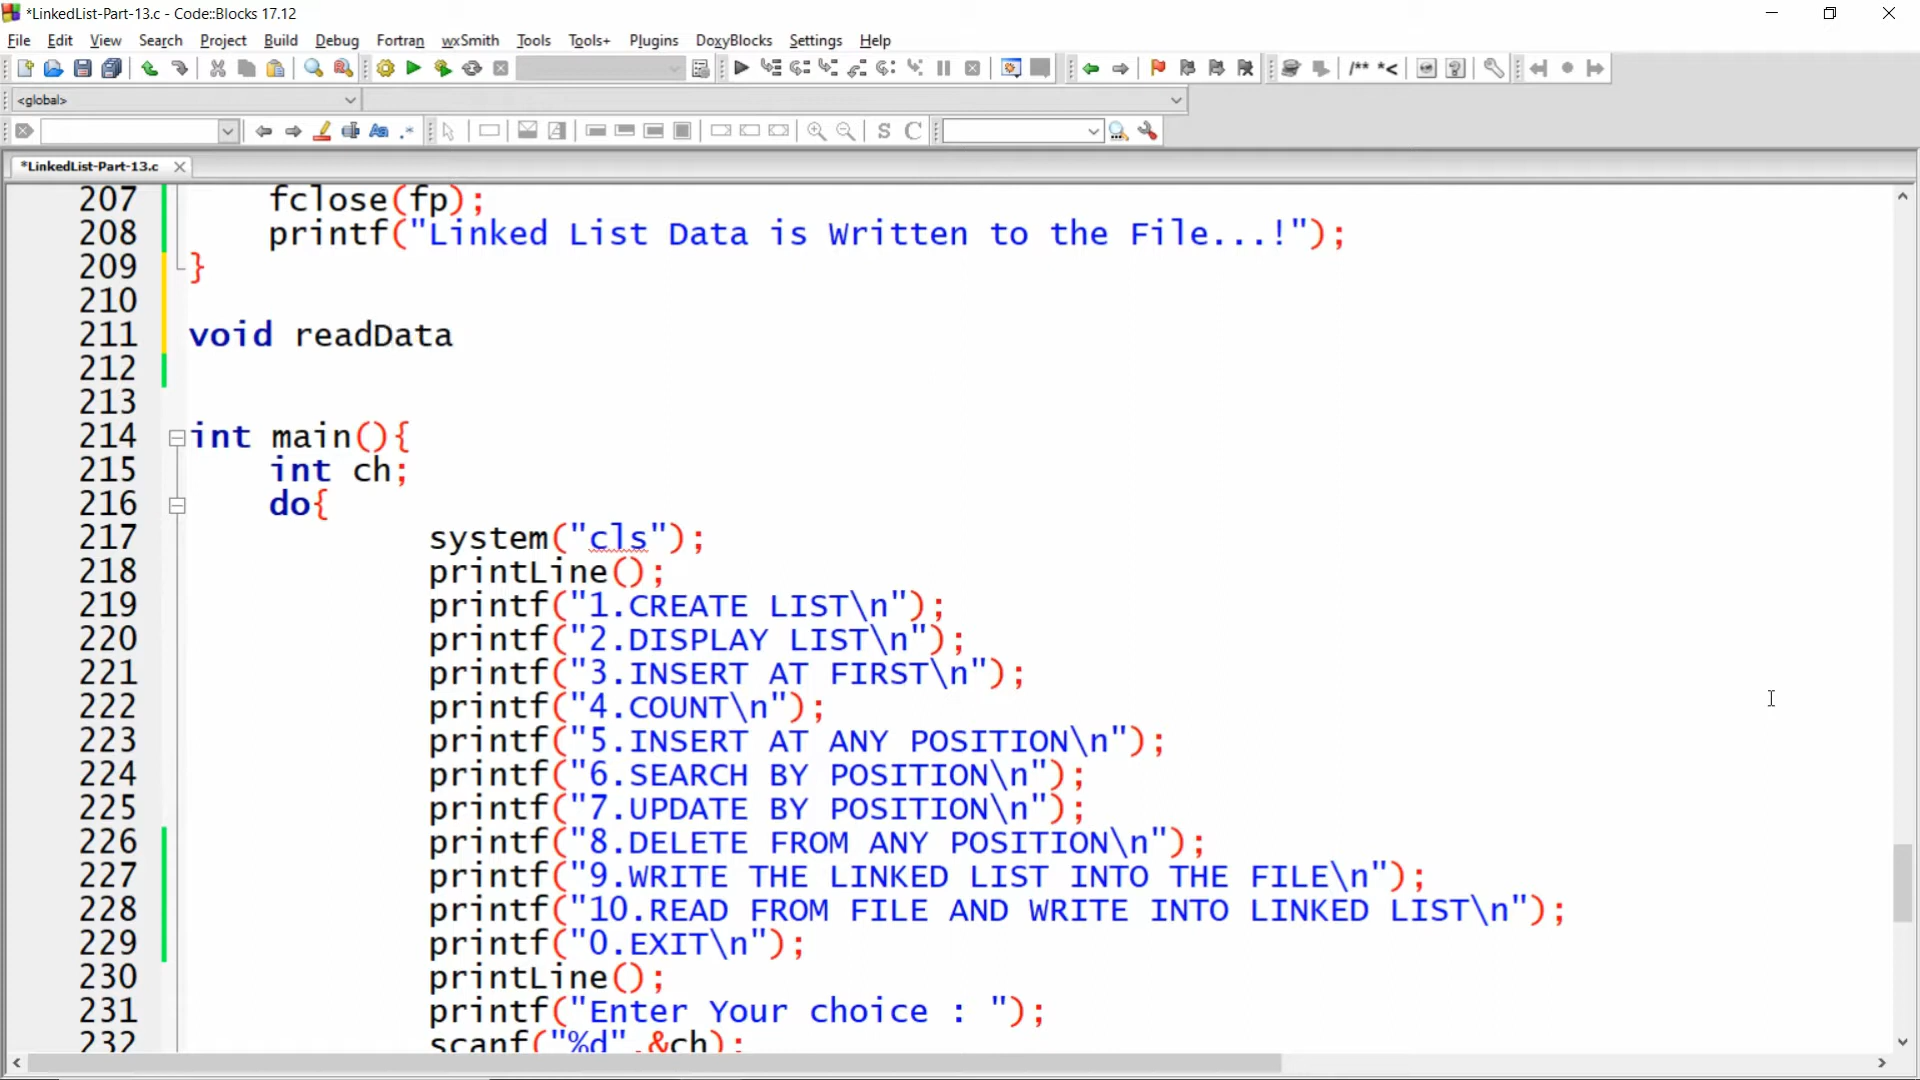 *LinkedList-Part-13.c - Code::Blocks 17.12
File Edit View Search Project Build Debug Fortran wxSmith Tools Tools+ Plugins DoxyBlocks Settings Help
/** *<
<global>
Aa .*
S C
*LinkedList-Part-13.c
207 fclose(fp);
208 printf("Linked List Data is Written to the File...!");
209 }
210
211 void readData
212
213
214 int main(){
215 int ch;
216 do{
217 system("cls");
218 printLine();
219 printf("1.CREATE LIST\n");
220 printf("2.DISPLAY LIST\n");
221 printf("3.INSERT AT FIRST\n");
222 printf("4.COUNT\n");
223 printf("5.INSERT AT ANY POSITION\n");
224 printf("6.SEARCH BY POSITION\n");
225 printf("7.UPDATE BY POSITION\n");
226 printf("8.DELETE FROM ANY POSITION\n");
227 printf("9.WRITE THE LINKED LIST INTO THE FILE\n");
228 printf("10.READ FROM FILE AND WRITE INTO LINKED LIST\n");
229 printf("0.EXIT\n");
230 printLine();
231 printf("Enter Your choice : ");
232 scanf("%d",&ch);